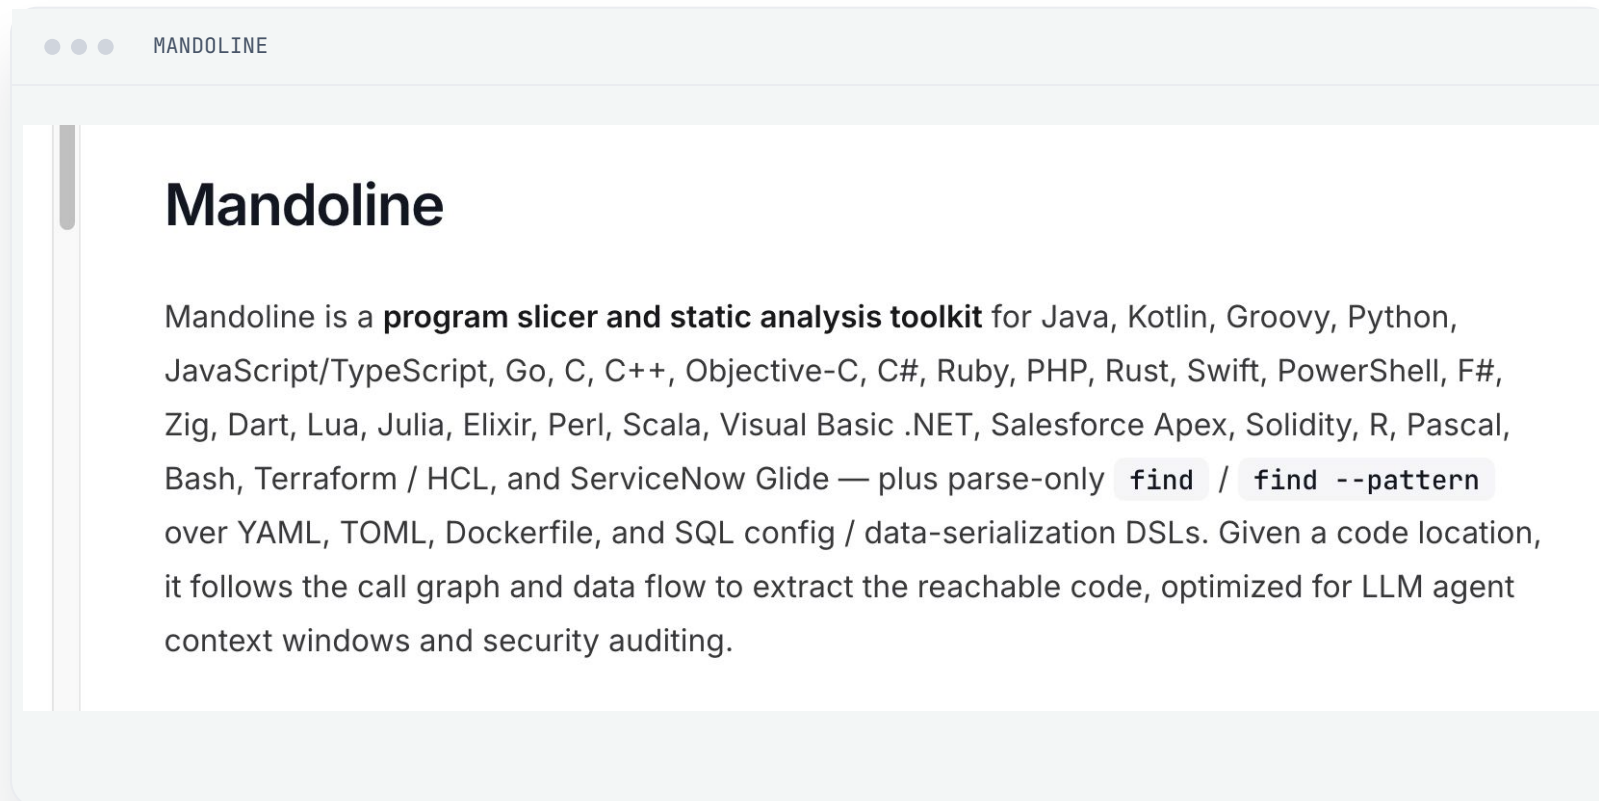 MANDOLINE
Mandoline
Mandoline is a program slicer and static analysis toolkit for Java, Kotlin, Groovy, Python,
JavaScript/TypeScript, Go, C, C++, Objective-C, C#, Ruby, PHP, Rust, Swift, PowerShell, F#,
Zig, Dart, Lua, Julia, Elixir, Perl, Scala, Visual Basic .NET, Salesforce Apex, Solidity, R, Pascal,
Bash, Terraform / HCL, and ServiceNow Glide — plus parse-only find / find --pattern
over YAML, TOML, Dockerfile, and SQL config / data-serialization DSLs. Given a code location,
it follows the call graph and data flow to extract the reachable code, optimized for LLM agent
context windows and security auditing.